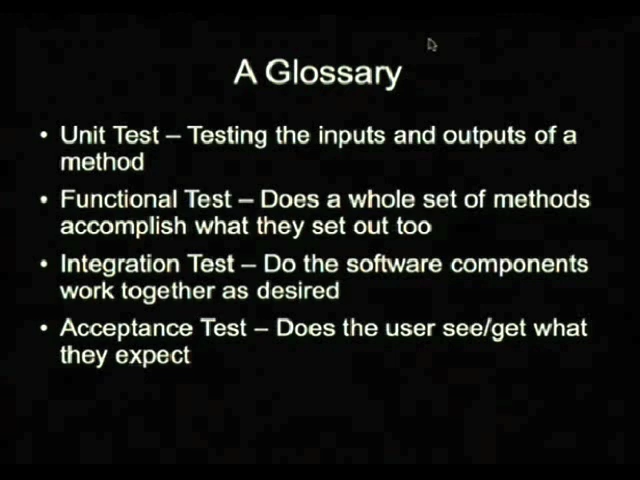 A Glossary
• Unit Test – Testing the inputs and outputs of a
method
• Functional Test – Does a whole set of methods
accomplish what they set out too
• Integration Test – Do the software components
work together as desired
• Acceptance Test – Does the user see/get what
they expect